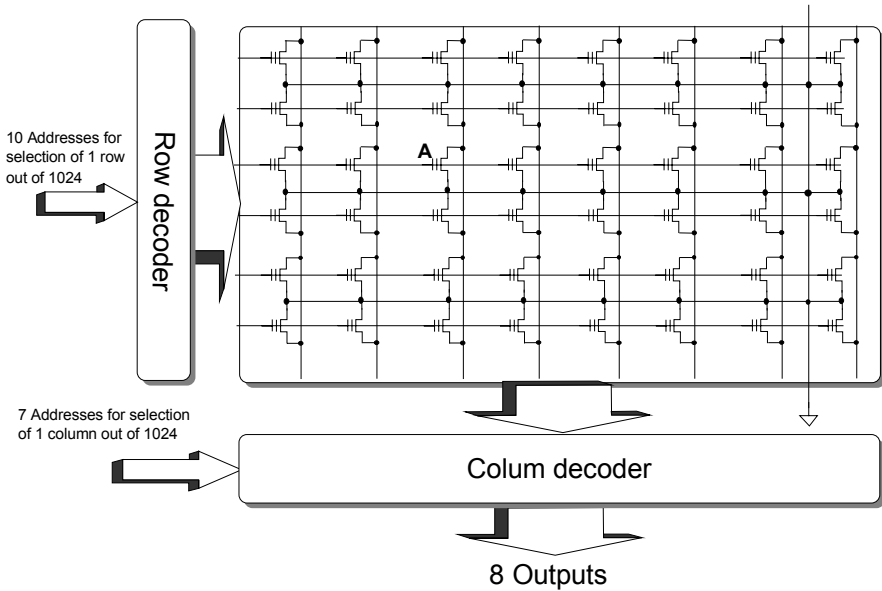 10 Addresses for
selection of 1 row
out of 1024
Row decoder
A
7 Addresses for selection
of 1 column out of 1024
Colum decoder
8 Outputs